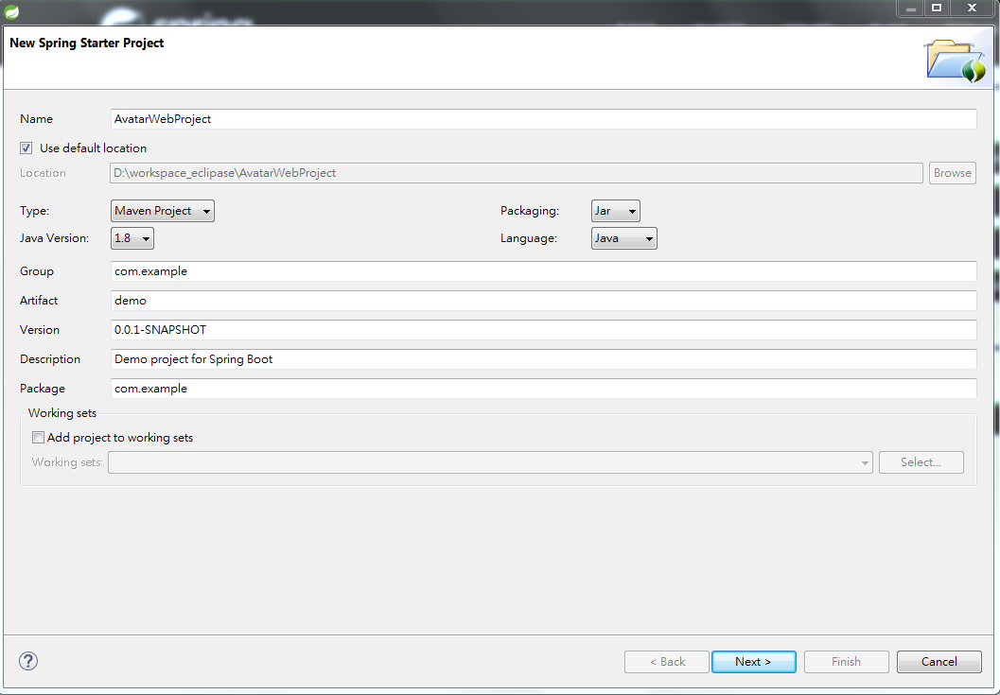 New Spring Starter Project
Name AvatarWebProject
Use default location
Location D:\workspace_eclipase\AvatarWebProject Browse
Type: Maven Project Packaging: Jar
Java Version: 1.8 Language: Java
Group com.example
Artifact demo
Version 0.0.1-SNAPSHOT
Description Demo project for Spring Boot
Package com.example
Working sets
Add project to working sets
Working sets: Select...
< Back Next > Finish Cancel